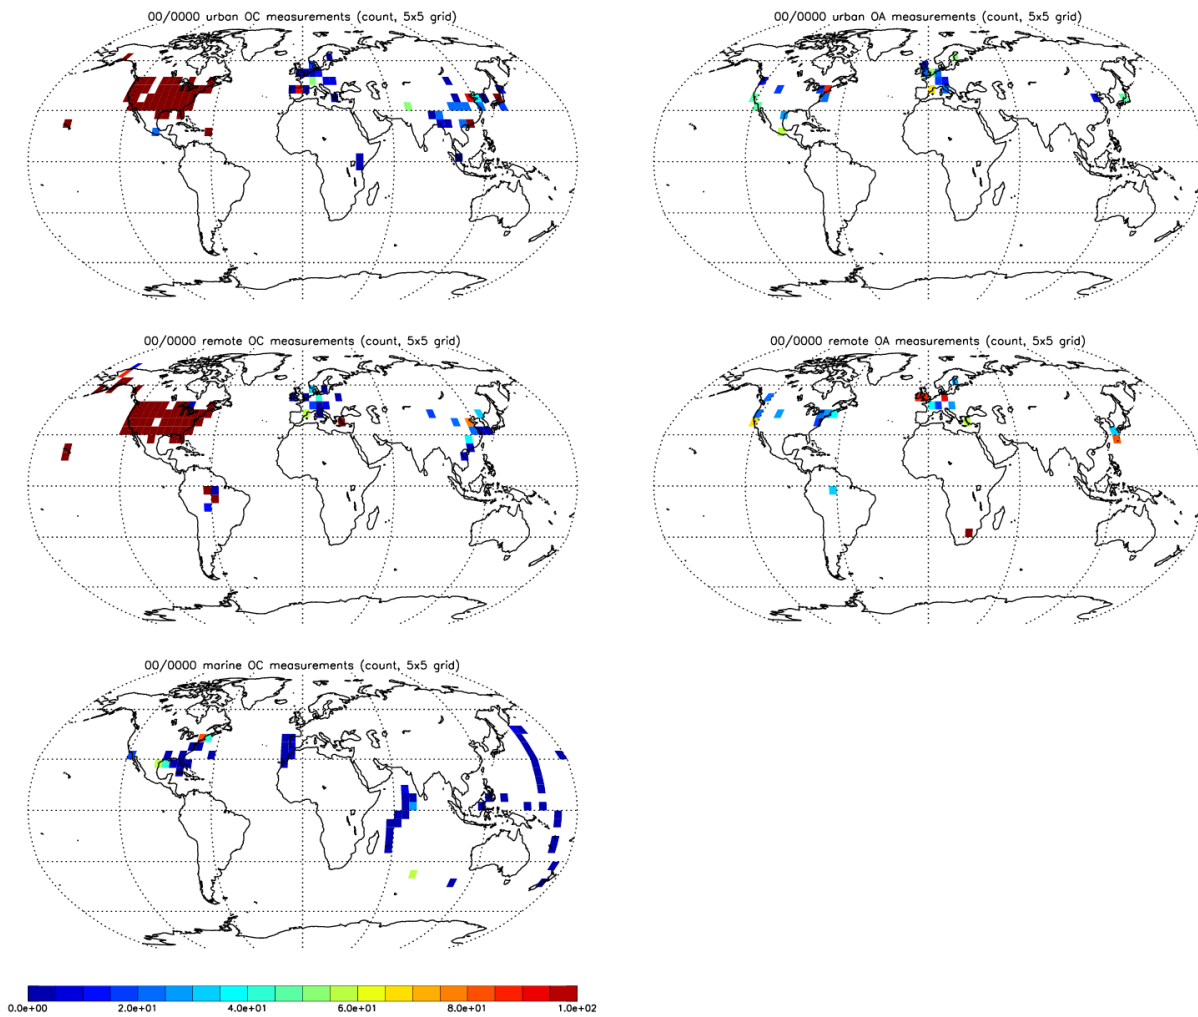 00/0000 urban OC measurements (count, 5x5 grid)
00/0000 urban OA measurements (count, 5x5 grid)
00/0000 remote OC measurements (count, 5x5 grid)
00/0000 remote OA measurements (count, 5x5 grid)
00/0000 marine OC measurements (count, 5x5 grid)
0.0e+00 2.0e+01 4.0e+01 6.0e+01 8.0e+01 1.0e+02